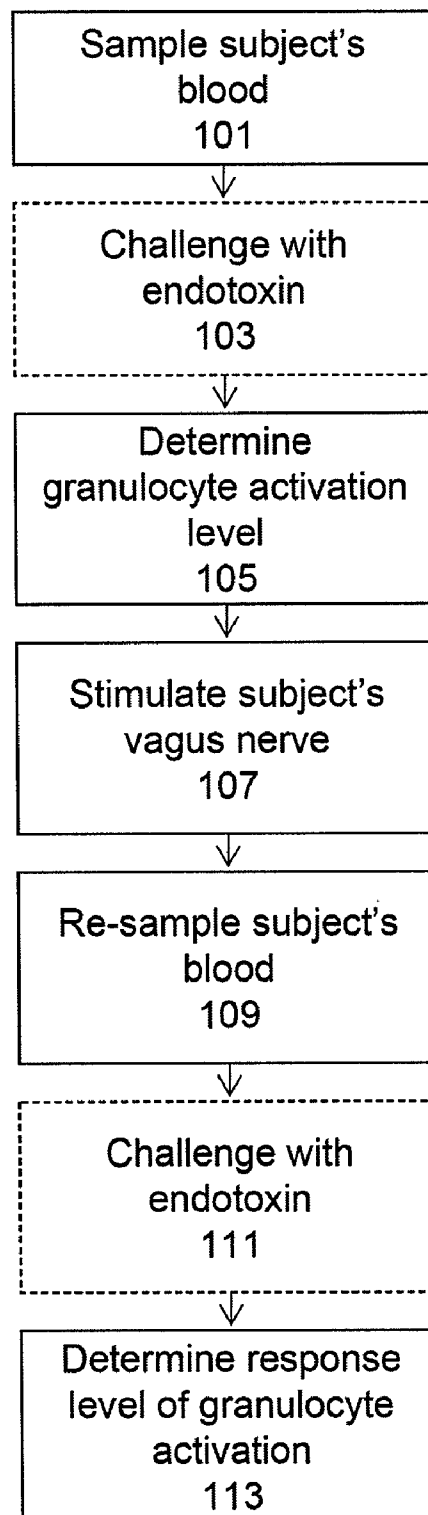 Sample subject's
blood
101
Challenge with
endotoxin
103
Determine
granulocyte activation
level
105
Stimulate subject's
vagus nerve
107
Re-sample subject's
blood
109
Challenge with
endotoxin
111
Determine response
level of granulocyte
activation
113